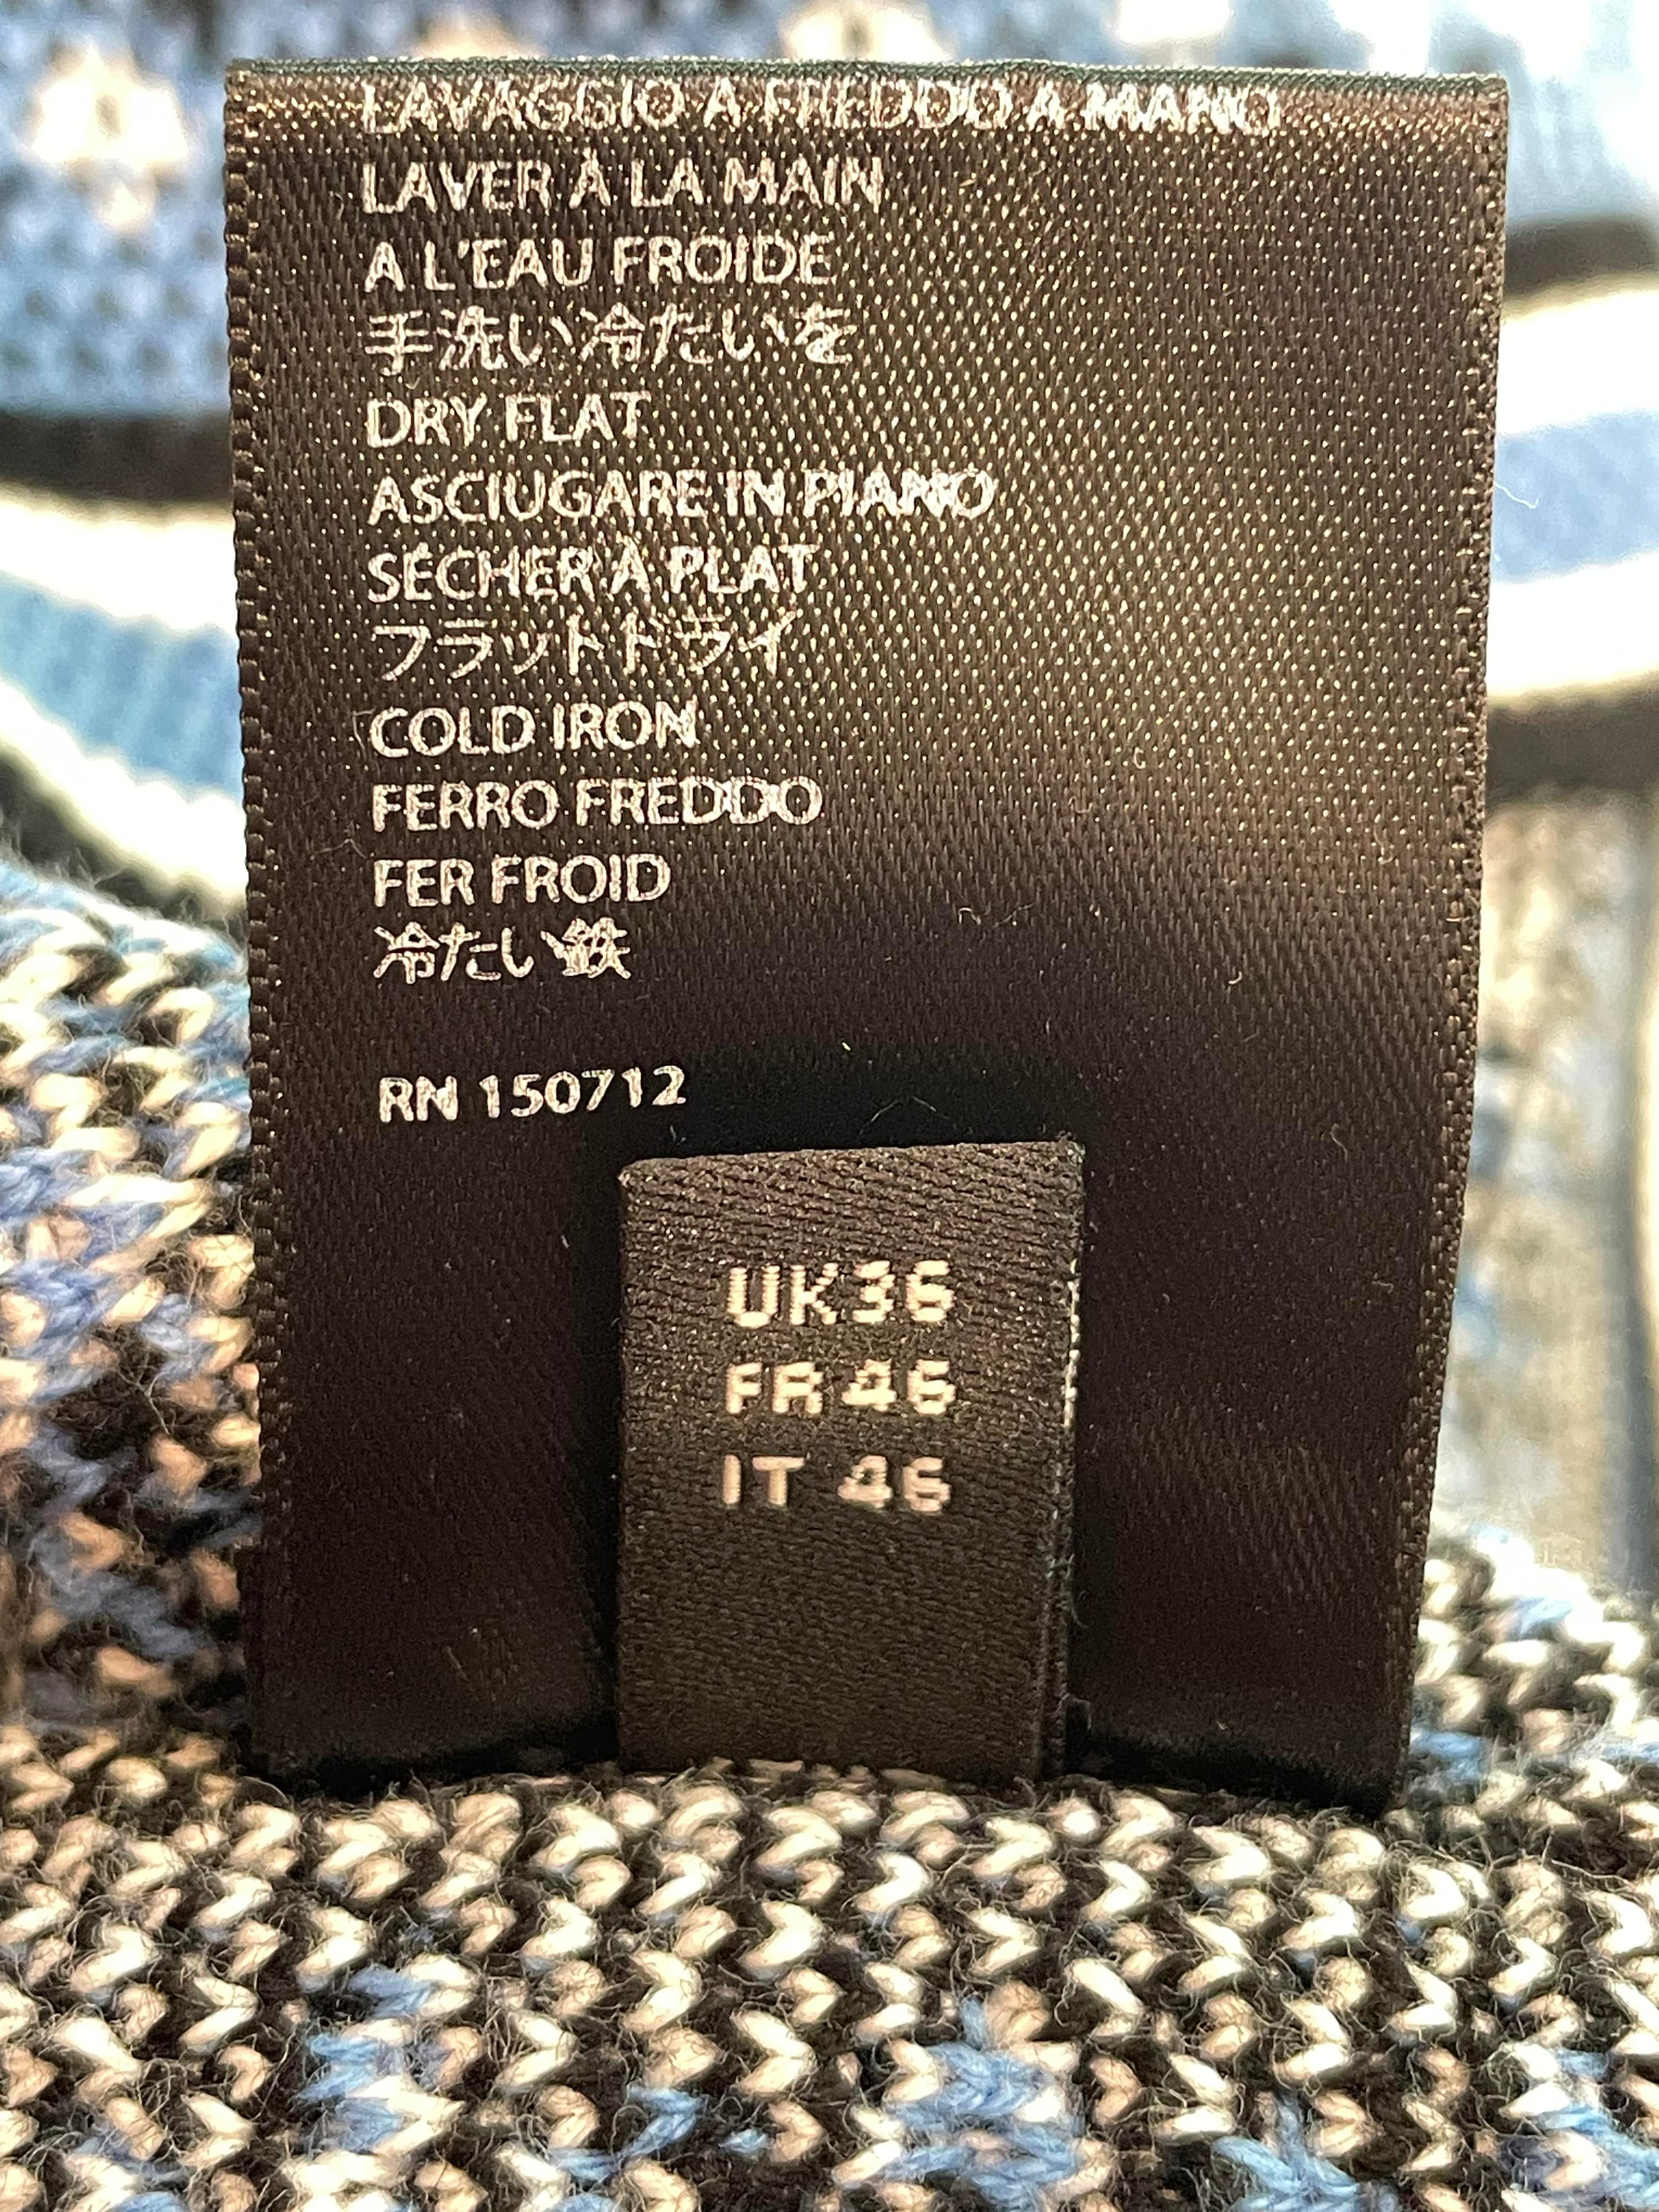 LAVAGGIO A FREDDO A MANO
LAVER À LA MAIN
A L'EAU FROIDE
手洗い冷たいを
DRY FLAT
ASCIUGARE IN PIANO
SÉCHER À PLAT
フラットドライ
COLD IRON
FERRO FREDDO
FER FROID
冷たい鉄
RN 150712
UK36
FR 46
IT 46